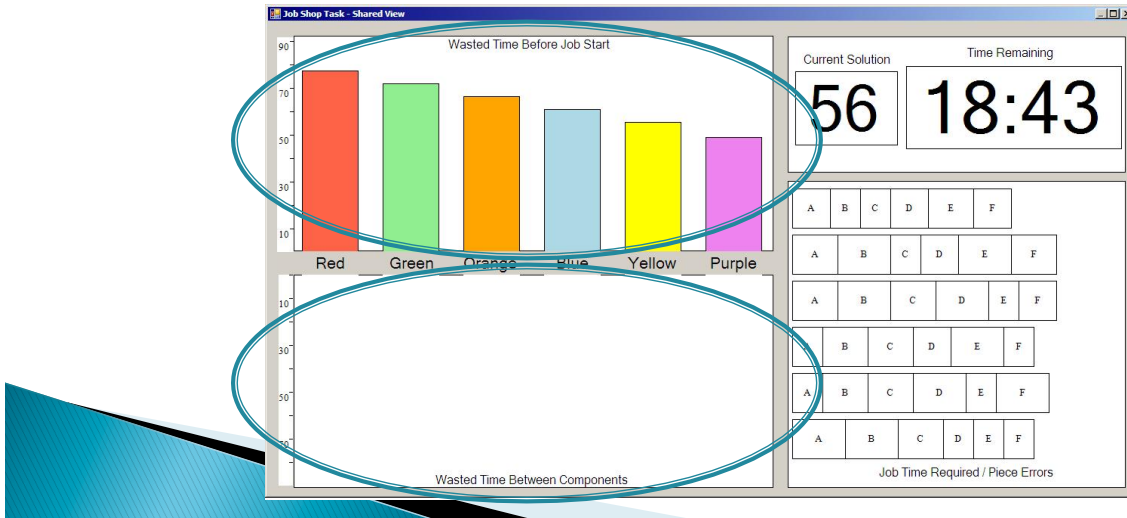 Job Shop Task - Shared View
Wasted Time Before Job Start
90
70
50
30
10
Red Green Orange Blue Yellow Purple
10
30
50
70
Wasted Time Between Components
Current Solution
56
Time Remaining
18:43
A B C D E F
A B C D E F
A B C D E F
A B C D E F
A B C D E F
A B C D E F
Job Time Required / Piece Errors